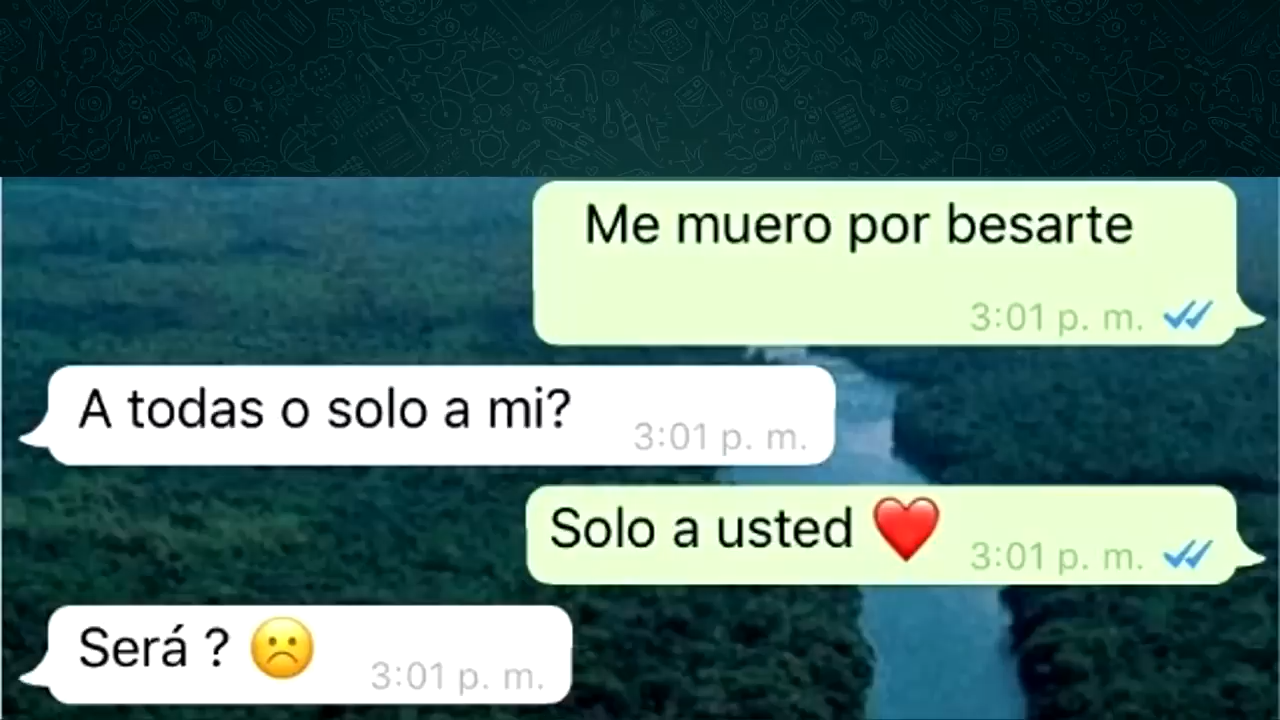 Me muero por besarte
3:01 p. m.
A todas o solo a mi?
3:01 p. m.
Solo a usted ❤️
3:01 p. m.
Será ? ☹️
3:01 p. m.